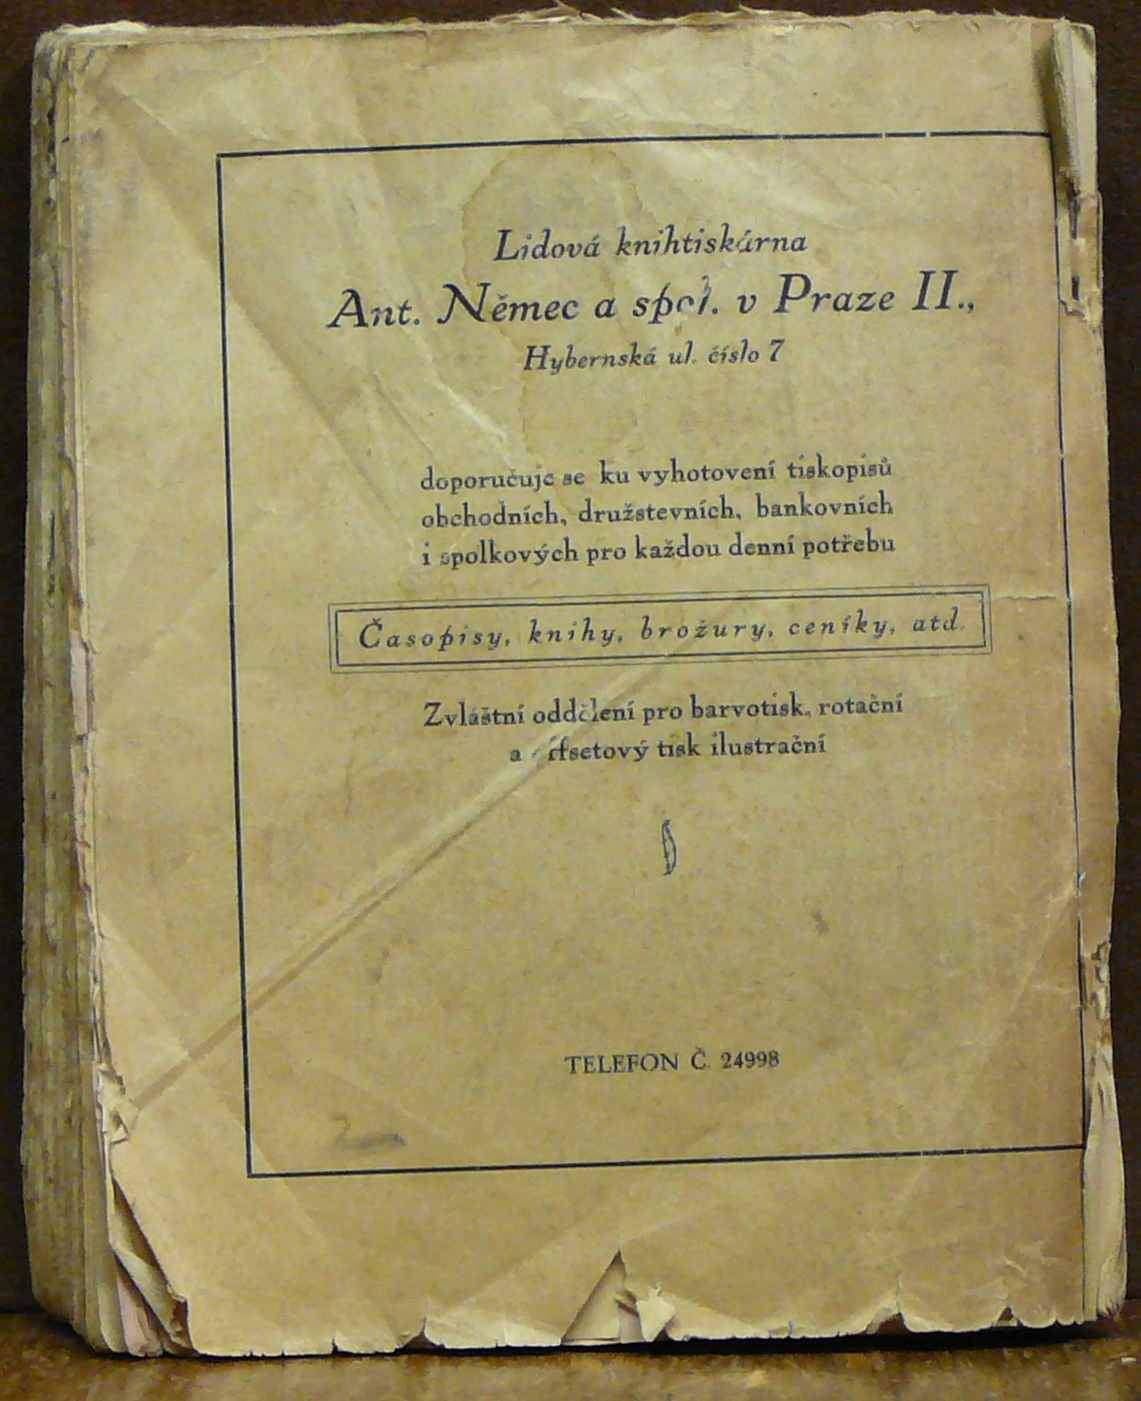 Lidová knihtiskárna
Ant. Němec a spol. v Praze II.,
Hybernská ul. číslo 7
doporučuje se ku vyhotovení tiskopisů
obchodních, družstevních, bankovních
i spolkových pro každou denní potřebu
Časopisy, knihy, brožury, ceníky, atd.
Zvláštní oddělení pro barvotisk, rotační
a ofsetový tisk ilustrační
TELEFON Č. 24998